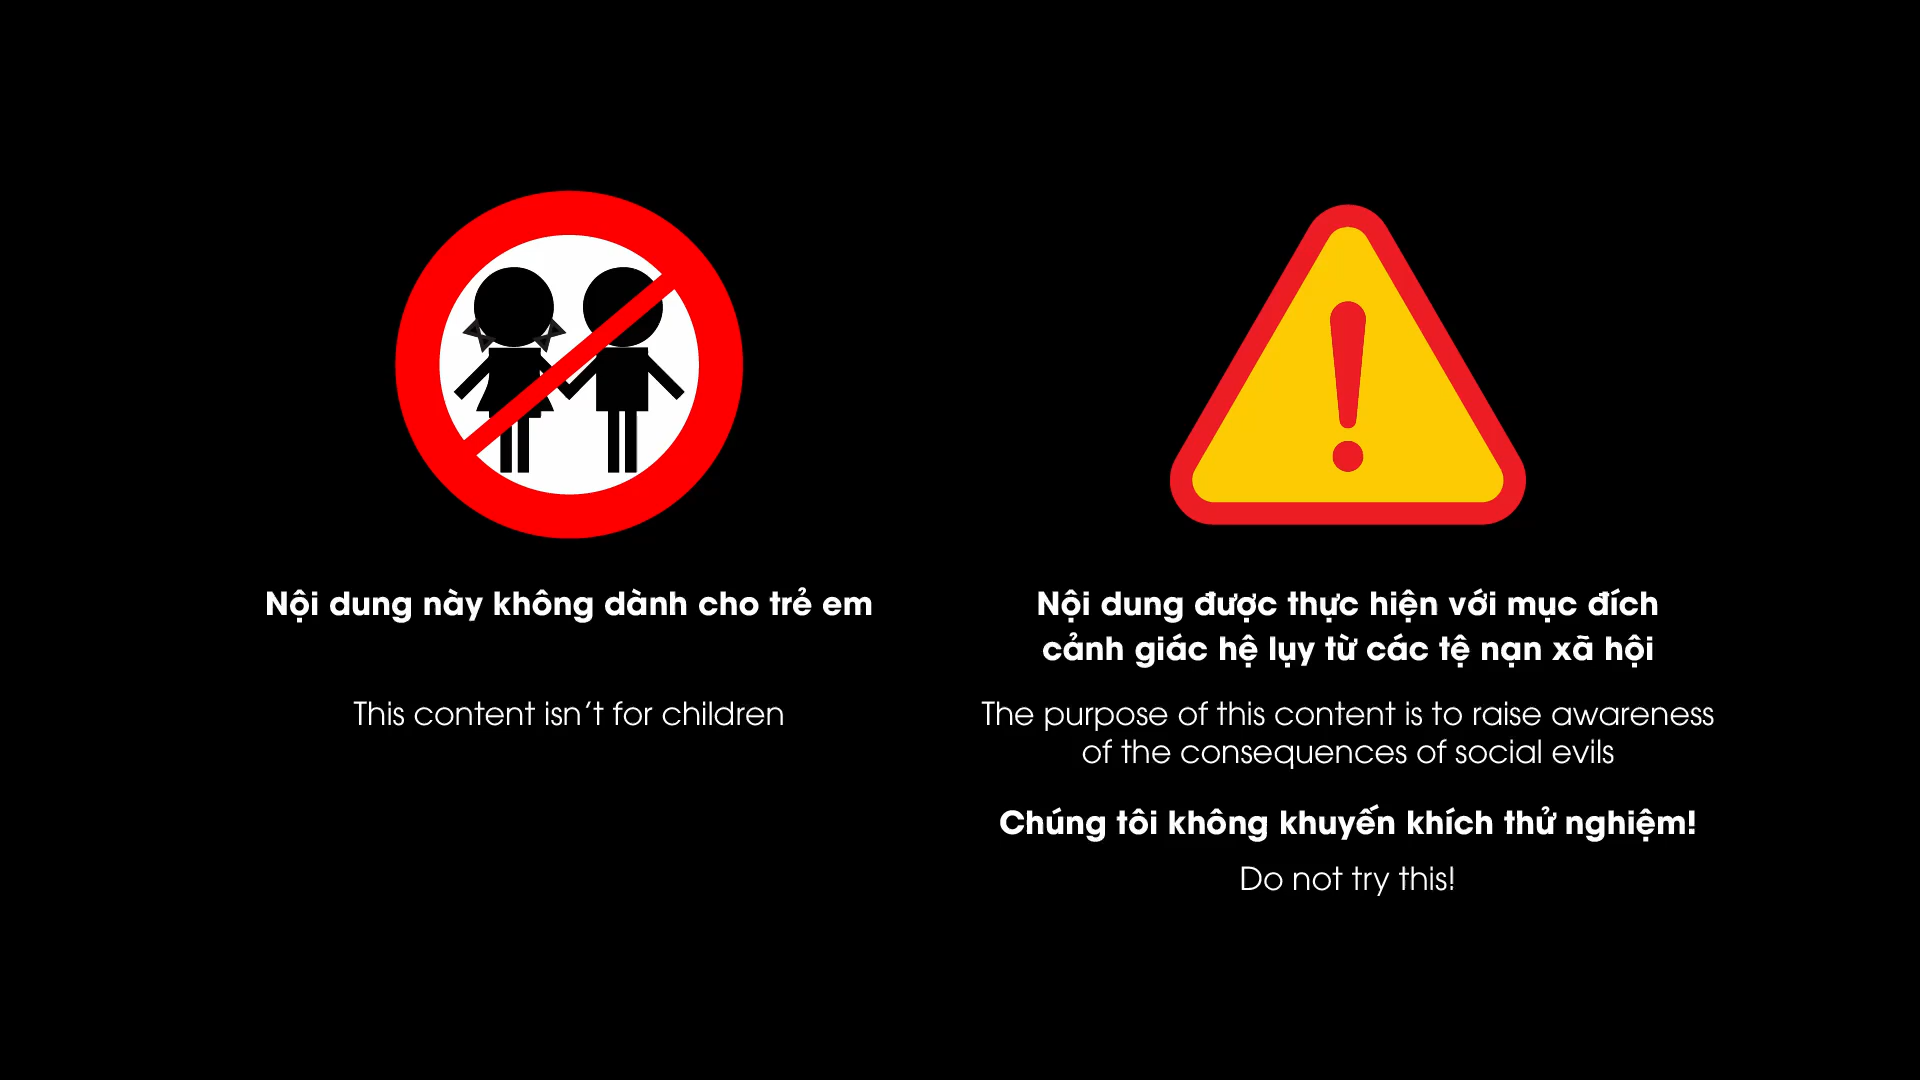 Nội dung này không dành cho trẻ em
This content isn’t for children
Nội dung được thực hiện với mục đích
cảnh giác hệ lụy từ các tệ nạn xã hội
The purpose of this content is to raise awareness
of the consequences of social evils
Chúng tôi không khuyến khích thử nghiệm!
Do not try this!